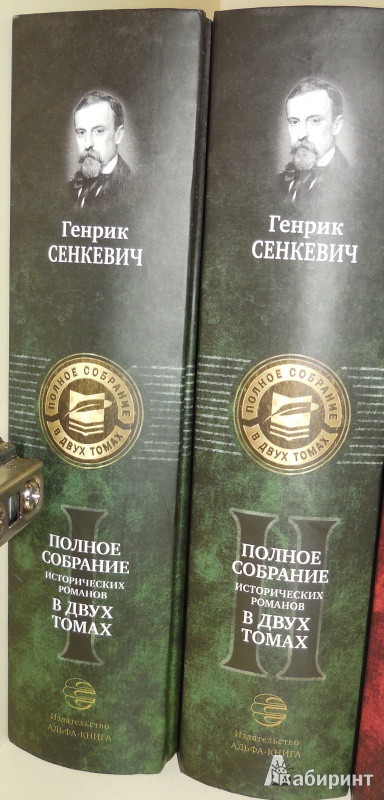 Генрик
СЕНКЕВИЧ
ПОЛНОЕ СОБРАНИЕ
В ДВУХ ТОМАХ
I
ПОЛНОЕ
СОБРАНИЕ
ИСТОРИЧЕСКИХ
РОМАНОВ
В ДВУХ
ТОМАХ
Издательство
АЛЬФА-КНИГА
Генрик
СЕНКЕВИЧ
ПОЛНОЕ СОБРАНИЕ
В ДВУХ ТОМАХ
II
ПОЛНОЕ
СОБРАНИЕ
ИСТОРИЧЕСКИХ
РОМАНОВ
В ДВУХ
ТОМАХ
Издательство
АЛЬФА-КНИГА
Лабиринт